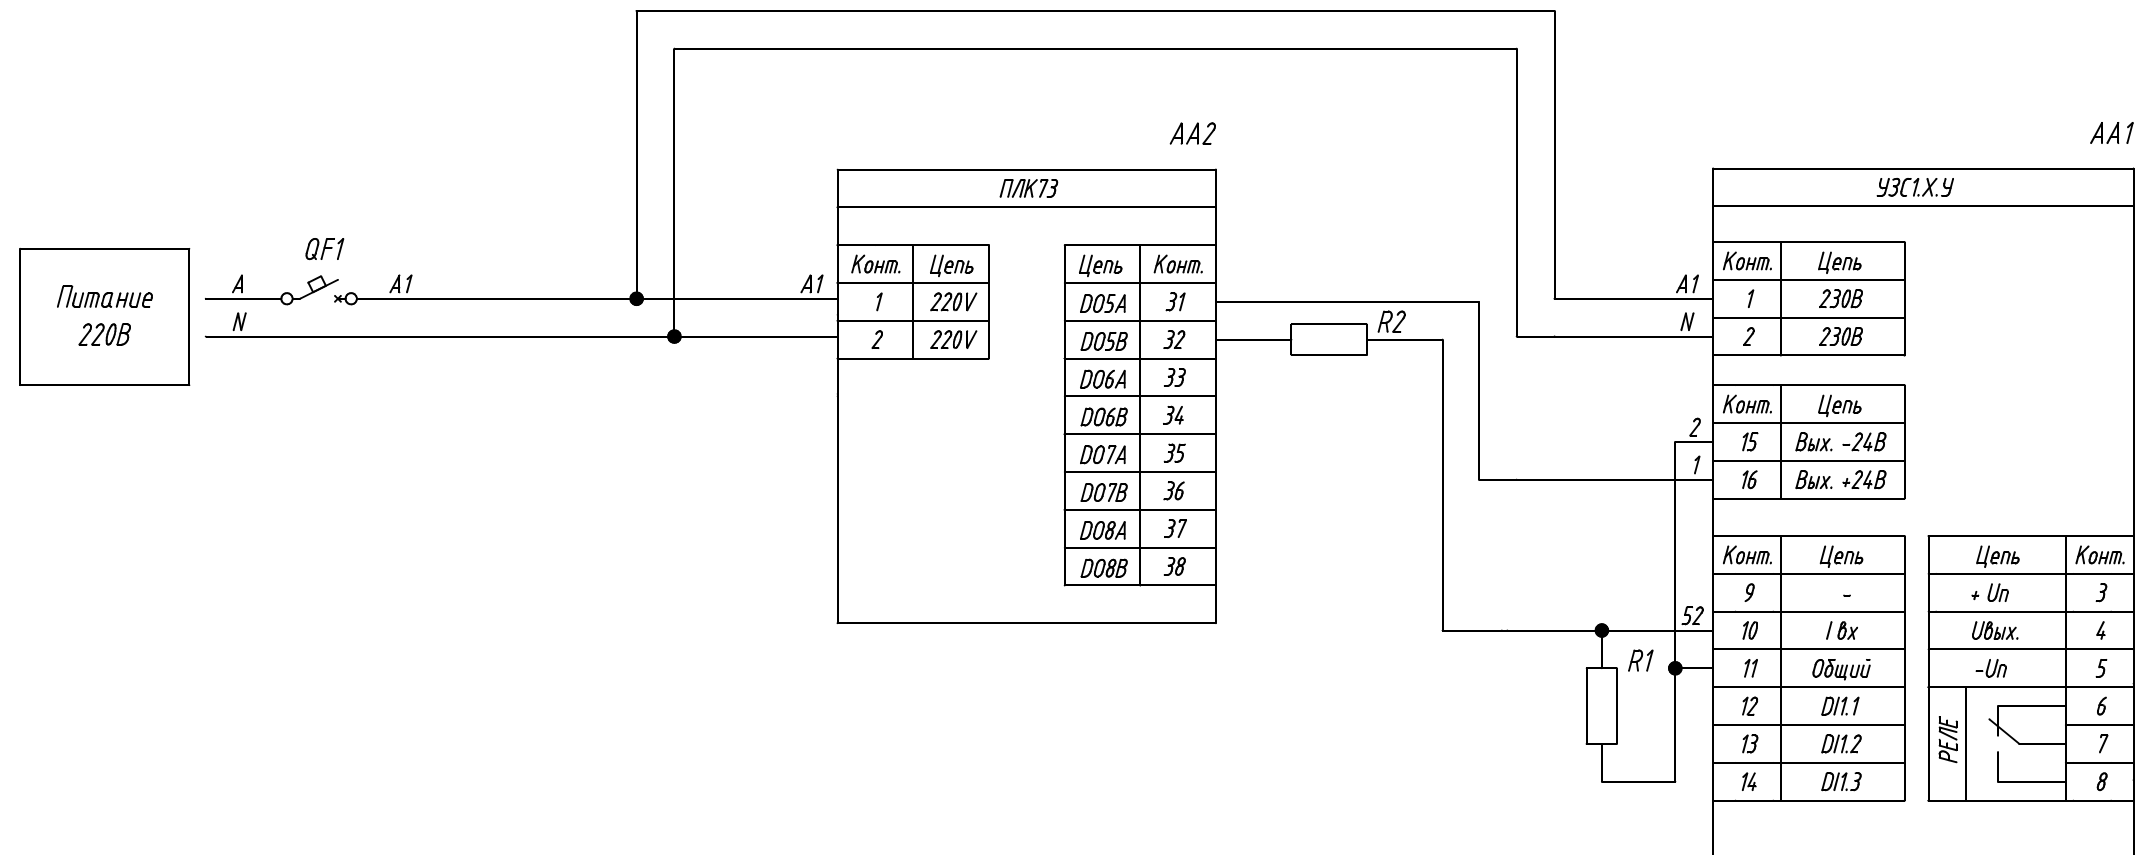 AA2
AA1
ПЛК73
УЗС1.Х.У
Питание
220В
QF1
A
A1
N
A1
Конт. Цепь
1 220V
2 220V
Цепь Конт.
DO5A 31
DO5B 32
DO6A 33
DO6B 34
DO7A 35
DO7B 36
DO8A 37
DO8B 38
R2
A1
N
Конт. Цепь
1 230В
2 230В
2
1
Конт. Цепь
15 Вых. -24В
16 Вых. +24В
52
R1
Конт. Цепь
9 -
10 I вх
11 Общий
12 DI1.1
13 DI1.2
14 DI1.3
Цепь Конт.
+ Uп 3
Uвых. 4
-Uп 5
РЕЛЕ
6
7
8